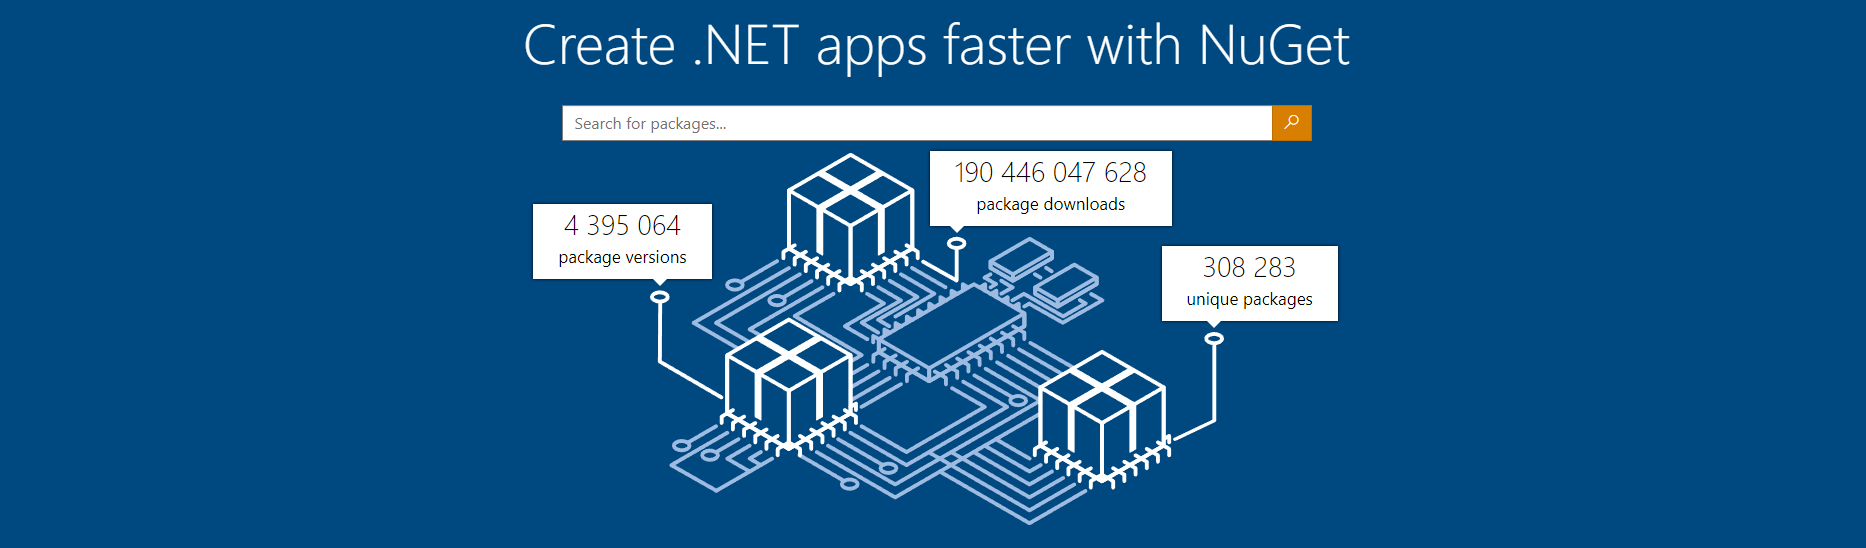 Create .NET apps faster with NuGet
Search for packages...
190 446 047 628
package downloads
4 395 064
package versions
308 283
unique packages